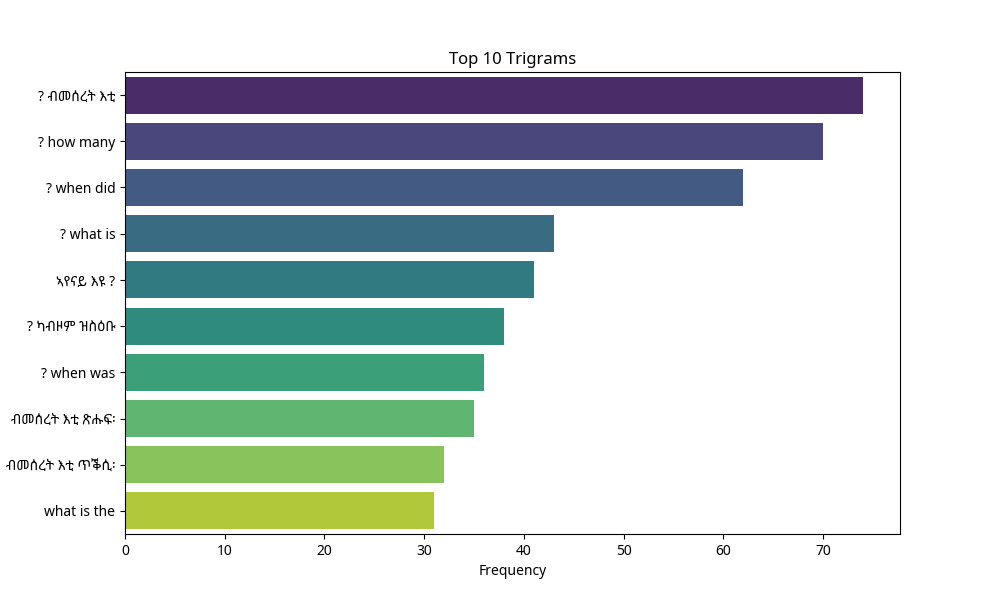 Top 10 Trigrams
? ብመሰረት እቲ
? how many
? when did
? what is
ኣየናይ እዩ ?
? ካብዞም ዝስዕቡ
? when was
ብመሰረት እቲ ጽሑፍ፡
ብመሰረት እቲ ጥቕሲ፡
what is the
0 10 20 30 40 50 60 70
Frequency